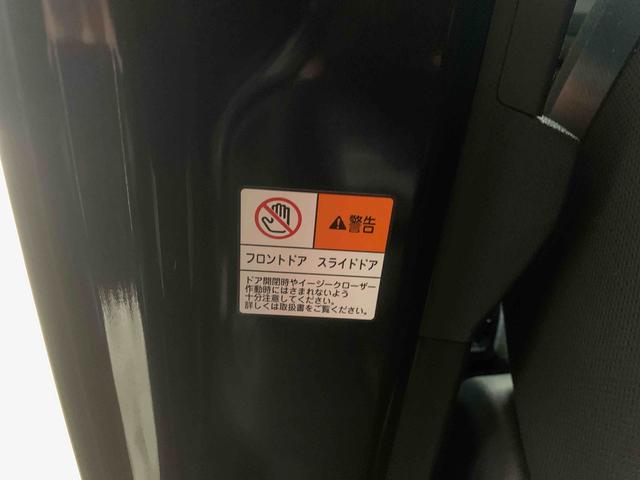 警告
フロントドア スライドドア
ドア開閉時やイージークローザー
作動時にはさまれないよう
十分注意してください。
詳しくは取扱書をご覧ください。